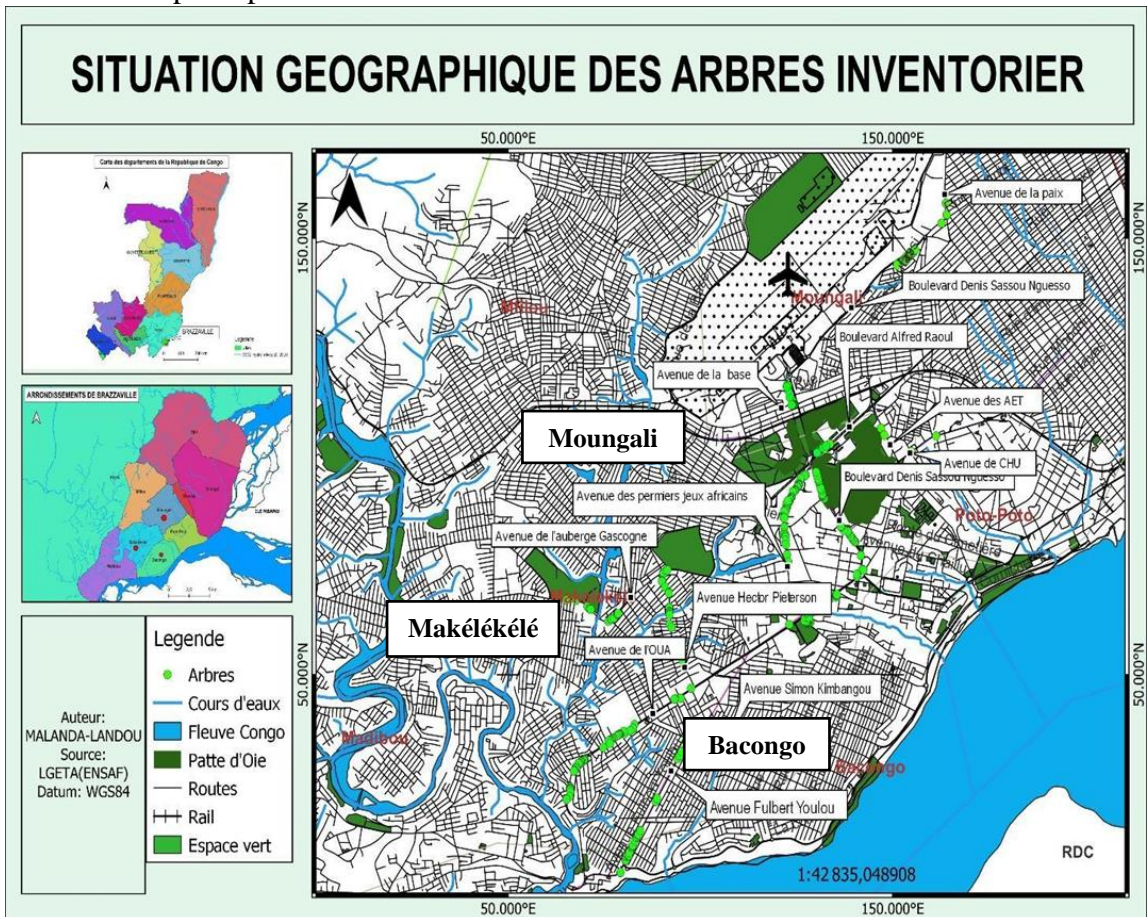 SITUATION GEOGRAPHIQUE DES ARBRES INVENTORIER
Carte des departements de la Republique de Congo
BRAZZAVILLE
Legende
ARRONDISSEMENTS DE BRAZZAVILLE
Auteur:
MALANDA-LANDOU
Source:
LGETA(ENSAF)
Datum: WGS84
Legende
Arbres
Cours d'eaux
Fleuve Congo
Patte d'Oie
Routes
Rail
Espace vert
50.000°E
150.000°E
150.000°N
150.000°N
Avenue de la paix
Boulevard Denis Sassou Nguesso
Moungali
Mfilou
Boulevard Alfred Raoul
Avenue de la base
Avenue des AET
Moungali
Avenue de CHU
Boulevard Denis Sassou Nguesso
Avenue des permiers jeux africains
Poto-Poto
Avenue de l'auberge Gascogne
Avenue Hector Pieterson
Makélékélé
Avenue de l'OUA
50.000°N
50.000°N
Avenue Simon Kimbangou
Madibou
Bacongo
Bacongo
Avenue Fulbert Youlou
RDC
1:42 835,048908
50.000°E
150.000°E